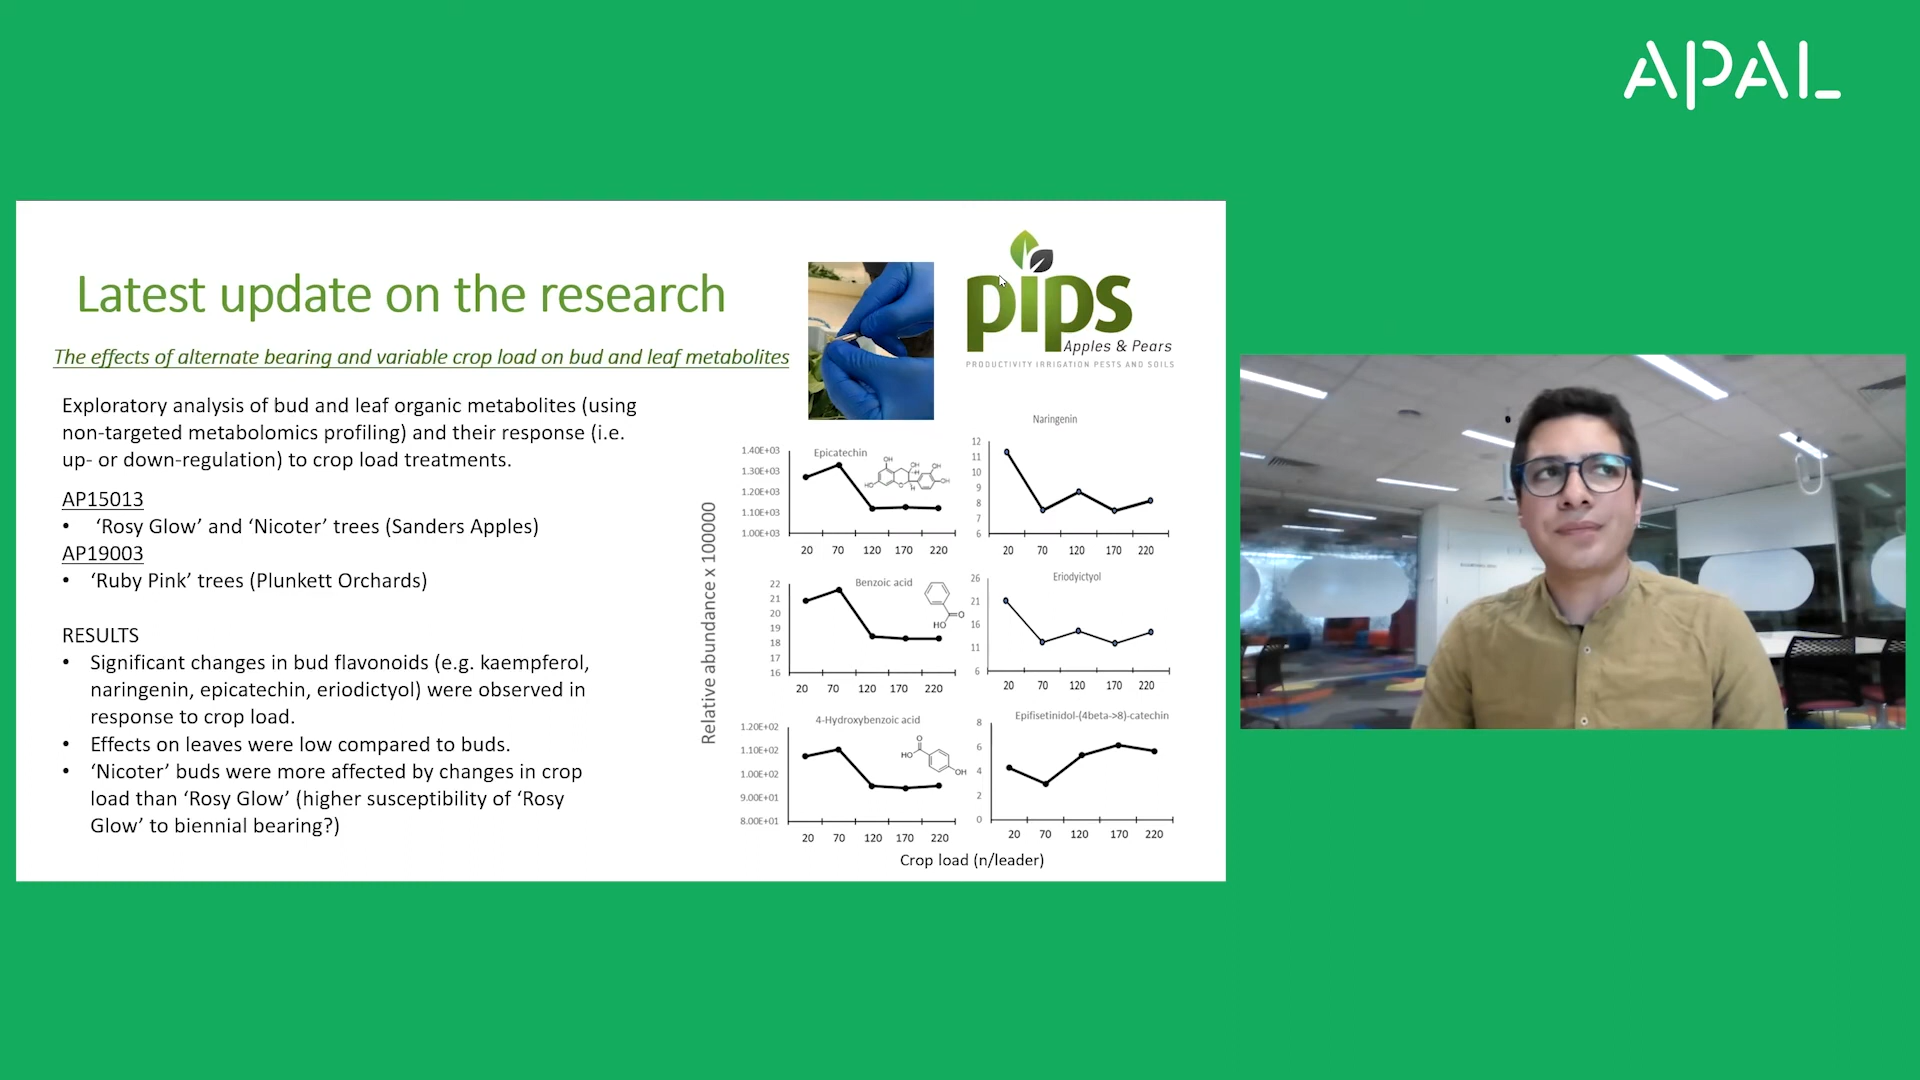 APAL
Latest update on the research
pips
Apples & Pears
PRODUCTIVITY IRRIGATION PESTS AND SOILS
The effects of alternate bearing and variable crop load on bud and leaf metabolites
Exploratory analysis of bud and leaf organic metabolites (using
non-targeted metabolomics profiling) and their response (i.e.
up- or down-regulation) to crop load treatments.
AP15013
• ‘Rosy Glow’ and ‘Nicoter’ trees (Sanders Apples)
AP19003
• ‘Ruby Pink’ trees (Plunkett Orchards)
RESULTS
• Significant changes in bud flavonoids (e.g. kaempferol,
naringenin, epicatechin, eriodictyol) were observed in
response to crop load.
• Effects on leaves were low compared to buds.
• ‘Nicoter’ buds were more affected by changes in crop
load than ‘Rosy Glow’ (higher susceptibility of ‘Rosy
Glow’ to biennial bearing?)
Relative abundance x 100000
Epicatechin
1.40E+03
1.30E+03
1.20E+03
1.10E+03
1.00E+03
OH
OH
OH
HO
O
OH
H
H
20 70 120 170 220
Naringenin
12
11
10
9
8
7
6
20 70 120 170 220
Benzoic acid
22
21
20
19
18
17
16
O
HO
20 70 120 170 220
Eriodyictyol
26
21
16
11
6
20 70 120 170 220
4-Hydroxybenzoic acid
1.20E+02
1.10E+02
1.00E+02
9.00E+01
8.00E+01
O
HO
OH
20 70 120 170 220
Epifisetinidol-(4beta->8)-catechin
8
6
4
2
0
20 70 120 170 220
Crop load (n/leader)